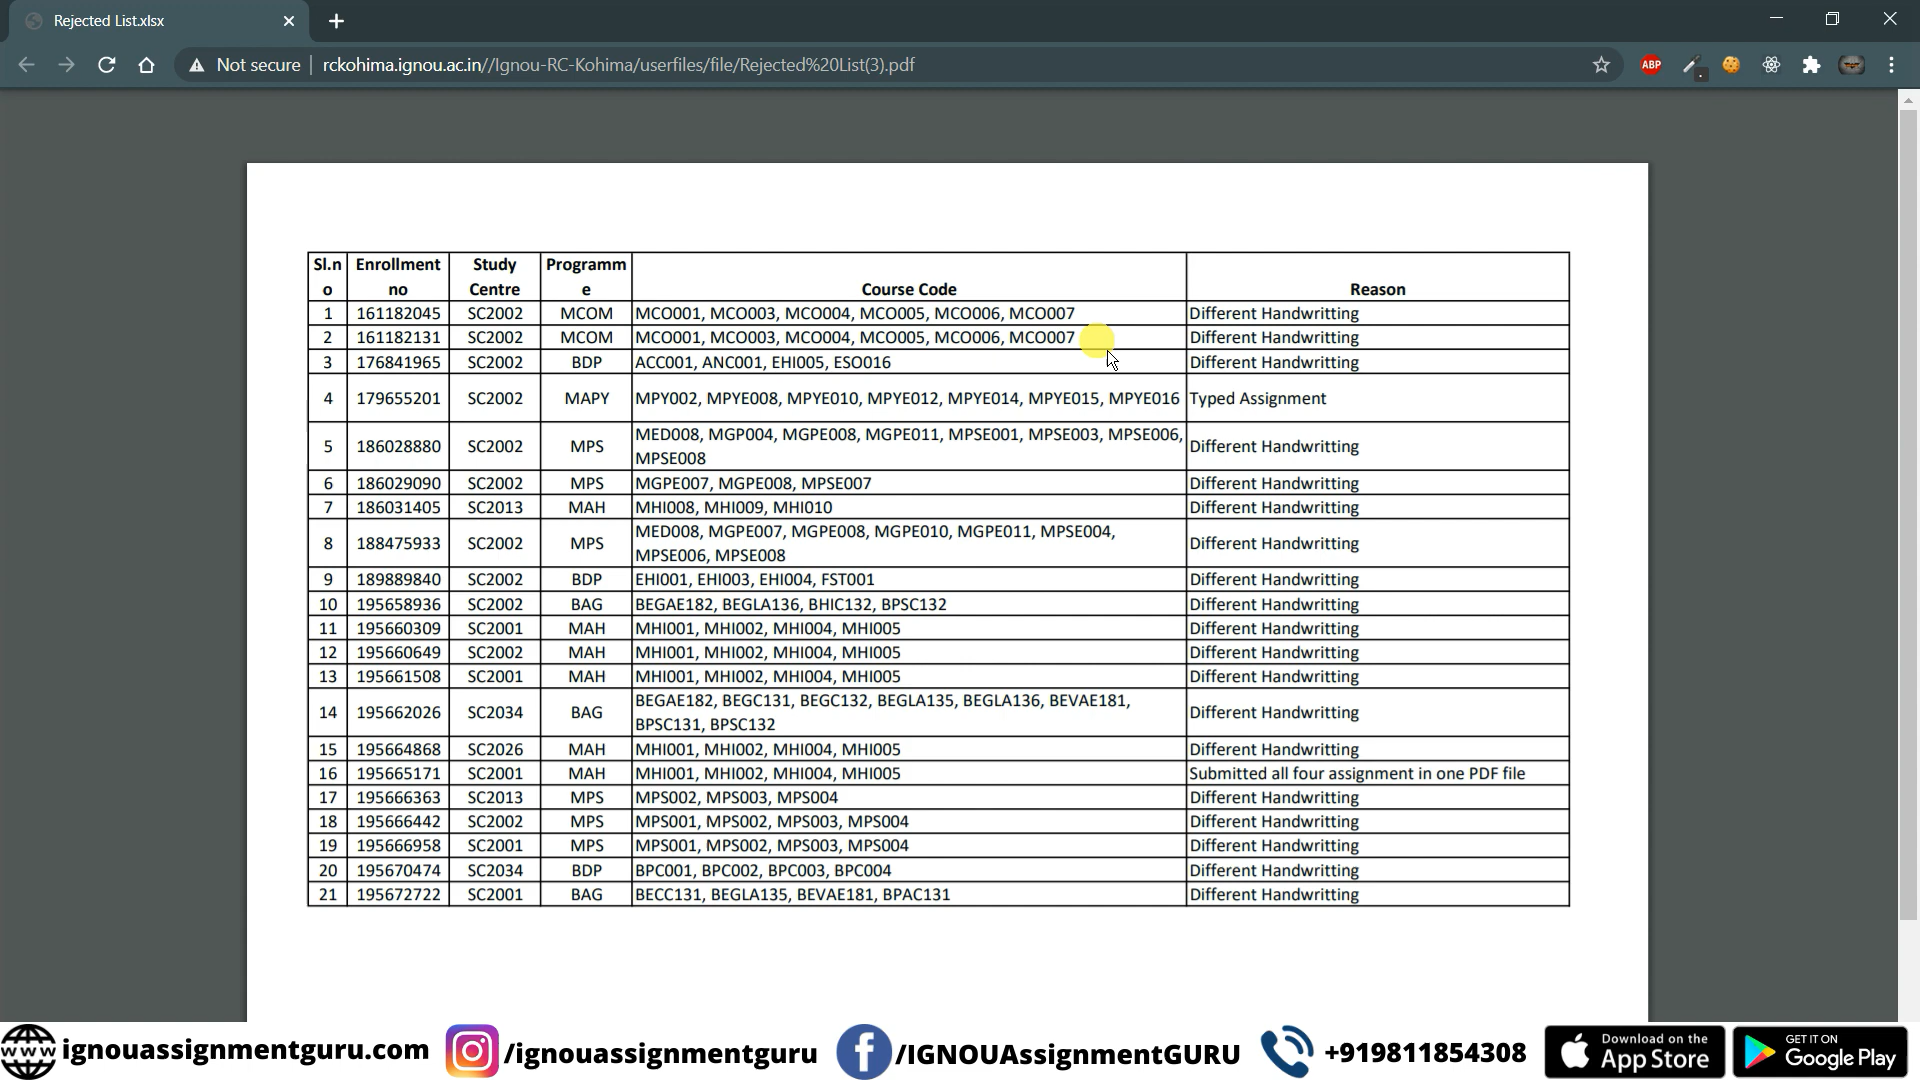 Rejected List.xlsx
Not secure rckohima.ignou.ac.in//Ignou-RC-Kohima/userfiles/file/Rejected%20List(3).pdf
ABP
Sl.no Enrollment no Study Centre Programme Course Code Reason
1 161182045 SC2002 MCOM MCO001, MCO003, MCO004, MCO005, MCO006, MCO007 Different Handwritting
2 161182131 SC2002 MCOM MCO001, MCO003, MCO004, MCO005, MCO006, MCO007 Different Handwritting
3 176841965 SC2002 BDP ACC001, ANC001, EHI005, ESO016 Different Handwritting
4 179655201 SC2002 MAPY MPY002, MPYE008, MPYE010, MPYE012, MPYE014, MPYE015, MPYE016 Typed Assignment
5 186028880 SC2002 MPS MED008, MGP004, MGPE008, MGPE011, MPSE001, MPSE003, MPSE006, MPSE008 Different Handwritting
6 186029090 SC2002 MPS MGPE007, MGPE008, MPSE007 Different Handwritting
7 186031405 SC2013 MAH MHI008, MHI009, MHI010 Different Handwritting
8 188475933 SC2002 MPS MED008, MGPE007, MGPE008, MGPE010, MGPE011, MPSE004, MPSE006, MPSE008 Different Handwritting
9 189889840 SC2002 BDP EHI001, EHI003, EHI004, FST001 Different Handwritting
10 195658936 SC2002 BAG BEGAE182, BEGLA136, BHIC132, BPSC132 Different Handwritting
11 195660309 SC2001 MAH MHI001, MHI002, MHI004, MHI005 Different Handwritting
12 195660649 SC2002 MAH MHI001, MHI002, MHI004, MHI005 Different Handwritting
13 195661508 SC2001 MAH MHI001, MHI002, MHI004, MHI005 Different Handwritting
14 195662026 SC2034 BAG BEGAE182, BEGC131, BEGC132, BEGLA135, BEGLA136, BEVAE181, BPSC131, BPSC132 Different Handwritting
15 195664868 SC2026 MAH MHI001, MHI002, MHI004, MHI005 Different Handwritting
16 195665171 SC2001 MAH MHI001, MHI002, MHI004, MHI005 Submitted all four assignment in one PDF file
17 195666363 SC2013 MPS MPS002, MPS003, MPS004 Different Handwritting
18 195666442 SC2002 MPS MPS001, MPS002, MPS003, MPS004 Different Handwritting
19 195666958 SC2001 MPS MPS001, MPS002, MPS003, MPS004 Different Handwritting
20 195670474 SC2034 BDP BPC001, BPC002, BPC003, BPC004 Different Handwritting
21 195672722 SC2001 BAG BECC131, BEGLA135, BEVAE181, BPAC131 Different Handwritting
www ignouassignmentguru.com /ignouassignmentguru /IGNOUAssignmentGURU +919811854308 Download on the App Store GET IT ON Google Play